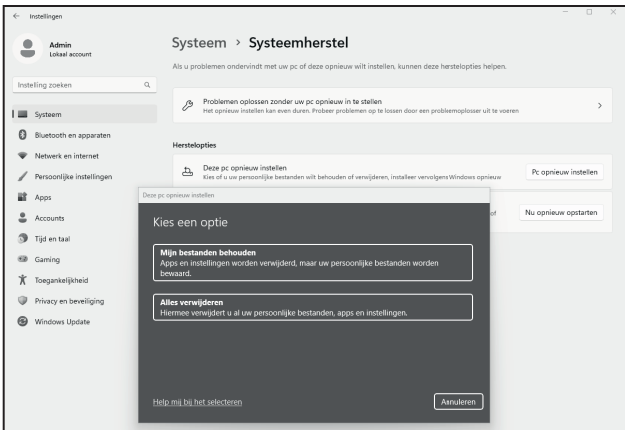 Instellingen
Admin
Lokaal account
Instelling zoeken
Systeem
Bluetooth en apparaten
Netwerk en internet
Persoonlijke instellingen
Apps
Accounts
Tijd en taal
Gaming
Toegankelijkheid
Privacy en beveiliging
Windows Update
Systeem > Systeemherstel
Als u problemen ondervindt met uw pc of deze opnieuw wilt instellen, kunnen deze herstelopties helpen.
Problemen oplossen zonder uw pc opnieuw in te stellen
Het opnieuw instellen kan even duren. Probeer problemen op te lossen door een probleemoplosser uit te voeren
Herstelopties
Deze pc opnieuw instellen
Kies of u uw persoonlijke bestanden wilt behouden of verwijderen, installeer vervolgens Windows opnieuw
Pc opnieuw instellen
of
Nu opnieuw opstarten
Deze pc opnieuw instellen
Kies een optie
Mijn bestanden behouden
Apps en instellingen worden verwijderd, maar uw persoonlijke bestanden worden
bewaard.
Alles verwijderen
Hiermee verwijdert u al uw persoonlijke bestanden, apps en instellingen.
Help mij bij het selecteren
Annuleren